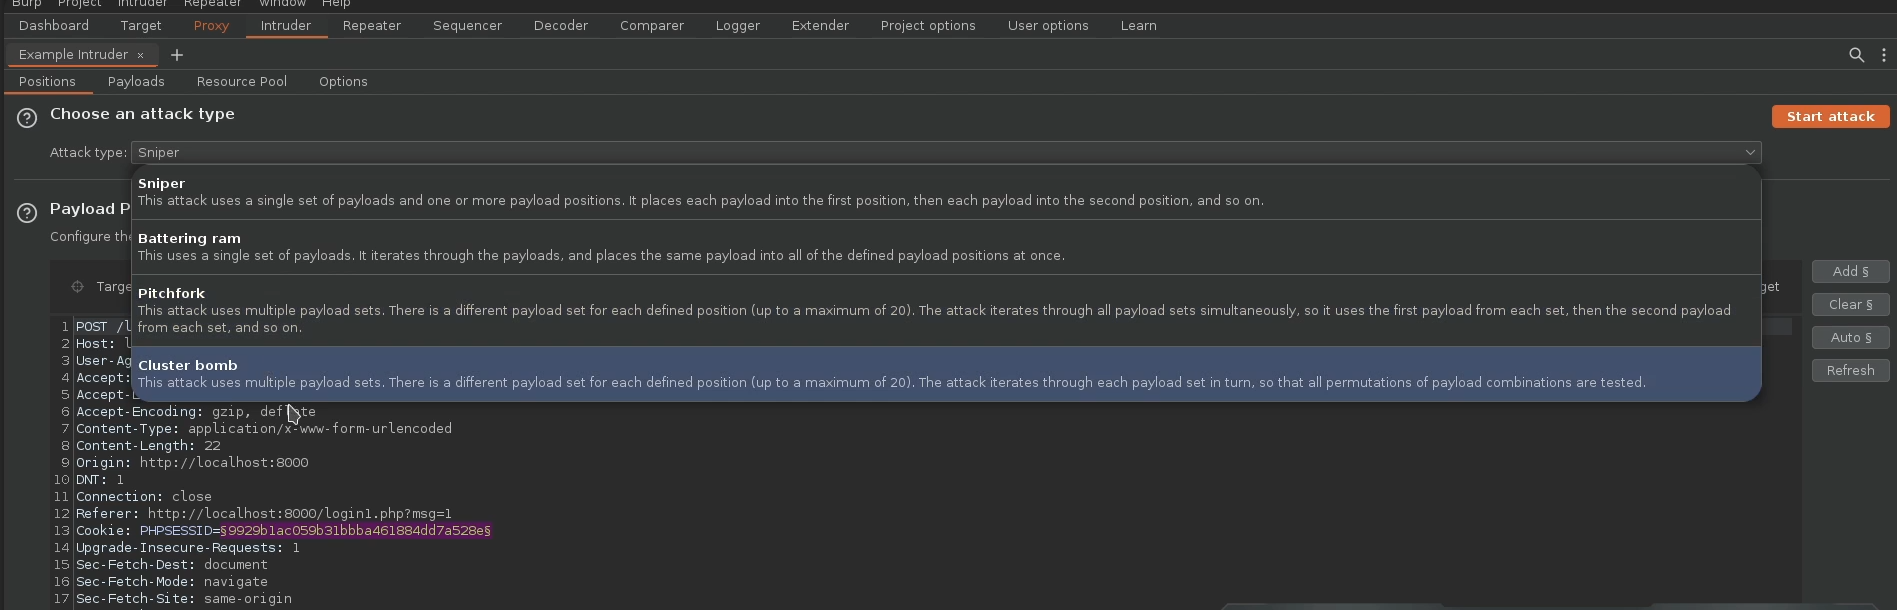 Burp Project Intruder Repeater Window Help
Dashboard Target Proxy Intruder Repeater Sequencer Decoder Comparer Logger Extender Project options User options Learn
Example Intruder × +
Positions Payloads Resource Pool Options
? Choose an attack type
Start attack
Attack type: Sniper
Sniper
This attack uses a single set of payloads and one or more payload positions. It places each payload into the first position, then each payload into the second position, and so on.
? Payload P
Configure the
Battering ram
This uses a single set of payloads. It iterates through the payloads, and places the same payload into all of the defined payload positions at once.
Add §
Targe
get
Pitchfork
This attack uses multiple payload sets. There is a different payload set for each defined position (up to a maximum of 20). The attack iterates through all payload sets simultaneously, so it uses the first payload from each set, then the second payload
from each set, and so on.
Clear §
Auto §
Cluster bomb
This attack uses multiple payload sets. There is a different payload set for each defined position (up to a maximum of 20). The attack iterates through each payload set in turn, so that all permutations of payload combinations are tested.
Refresh
1 POST /l
2 Host: l
3 User-Ag
4 Accept:
5 Accept-L
6 Accept-Encoding: gzip, deflate
7 Content-Type: application/x-www-form-urlencoded
8 Content-Length: 22
9 Origin: http://localhost:8000
10 DNT: 1
11 Connection: close
12 Referer: http://localhost:8000/login1.php?msg=1
13 Cookie: PHPSESSID=§9929b1ac059b31bbba461884dd7a528e§
14 Upgrade-Insecure-Requests: 1
15 Sec-Fetch-Dest: document
16 Sec-Fetch-Mode: navigate
17 Sec-Fetch-Site: same-origin